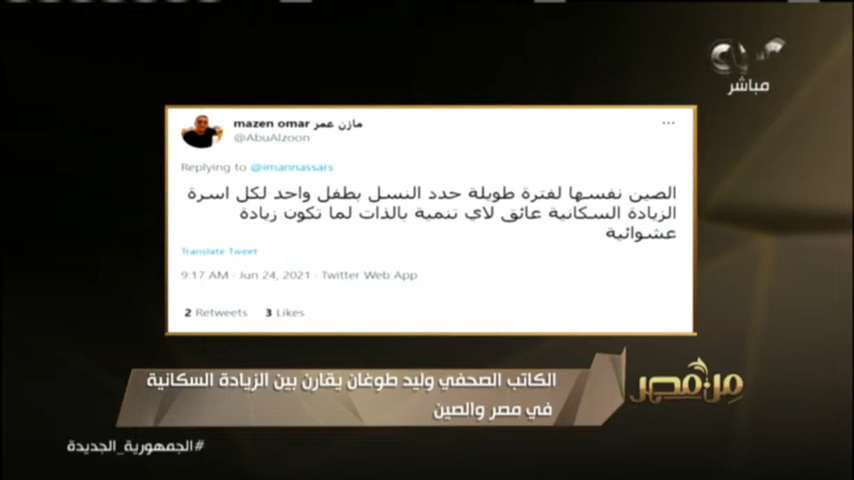 مباشر
mazen omar مازن عمر
@AbuAlzoon
Replying to @imannassars
الصين نفسها لفترة طويلة حدد النسل بطفل واحد لكل اسرة
الزيادة السكانية عائق لاي تنمية بالذات لما تكون زيادة
عشوائية
Translate Tweet
9:17 AM · Jun 24, 2021 · Twitter Web App
2 Retweets 3 Likes
الكاتب الصحفي وليد طوغان يقارن بين الزيادة السكانية
في مصر والصين
من مصر
#الجمهورية_الجديدة